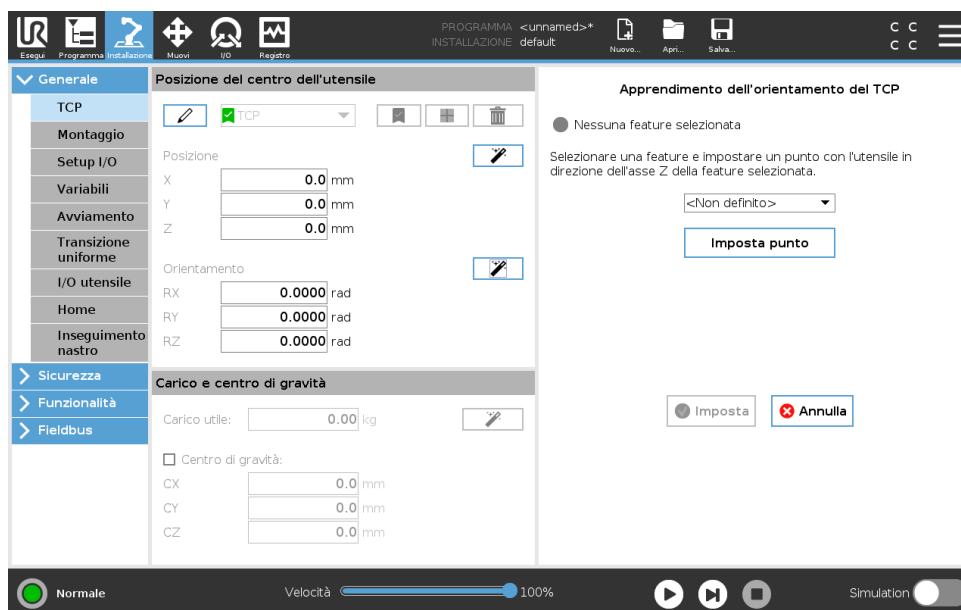 Esegui
Programma
Installazione
Muovi
I/O
Registro
PROGRAMMA <unnamed>*
INSTALLAZIONE default
Nuovo...
Apri...
Salva...
C C
C C
Generale
TCP
Montaggio
Setup I/O
Variabili
Avviamento
Transizione
uniforme
I/O utensile
Home
Inseguimento
nastro
Sicurezza
Funzionalità
Fieldbus
Posizione del centro dell'utensile
TCP
Posizione
X 0.0 mm
Y 0.0 mm
Z 0.0 mm
Orientamento
RX 0.0000 rad
RY 0.0000 rad
RZ 0.0000 rad
Carico e centro di gravità
Carico utile: 0.00 kg
Centro di gravità:
CX 0.0 mm
CY 0.0 mm
CZ 0.0 mm
Apprendimento dell'orientamento del TCP
Nessuna feature selezionata
Selezionare una feature e impostare un punto con l'utensile in
direzione dell'asse Z della feature selezionata.
<Non definito>
Imposta punto
Imposta
Annulla
Normale
Velocità 100%
Simulation